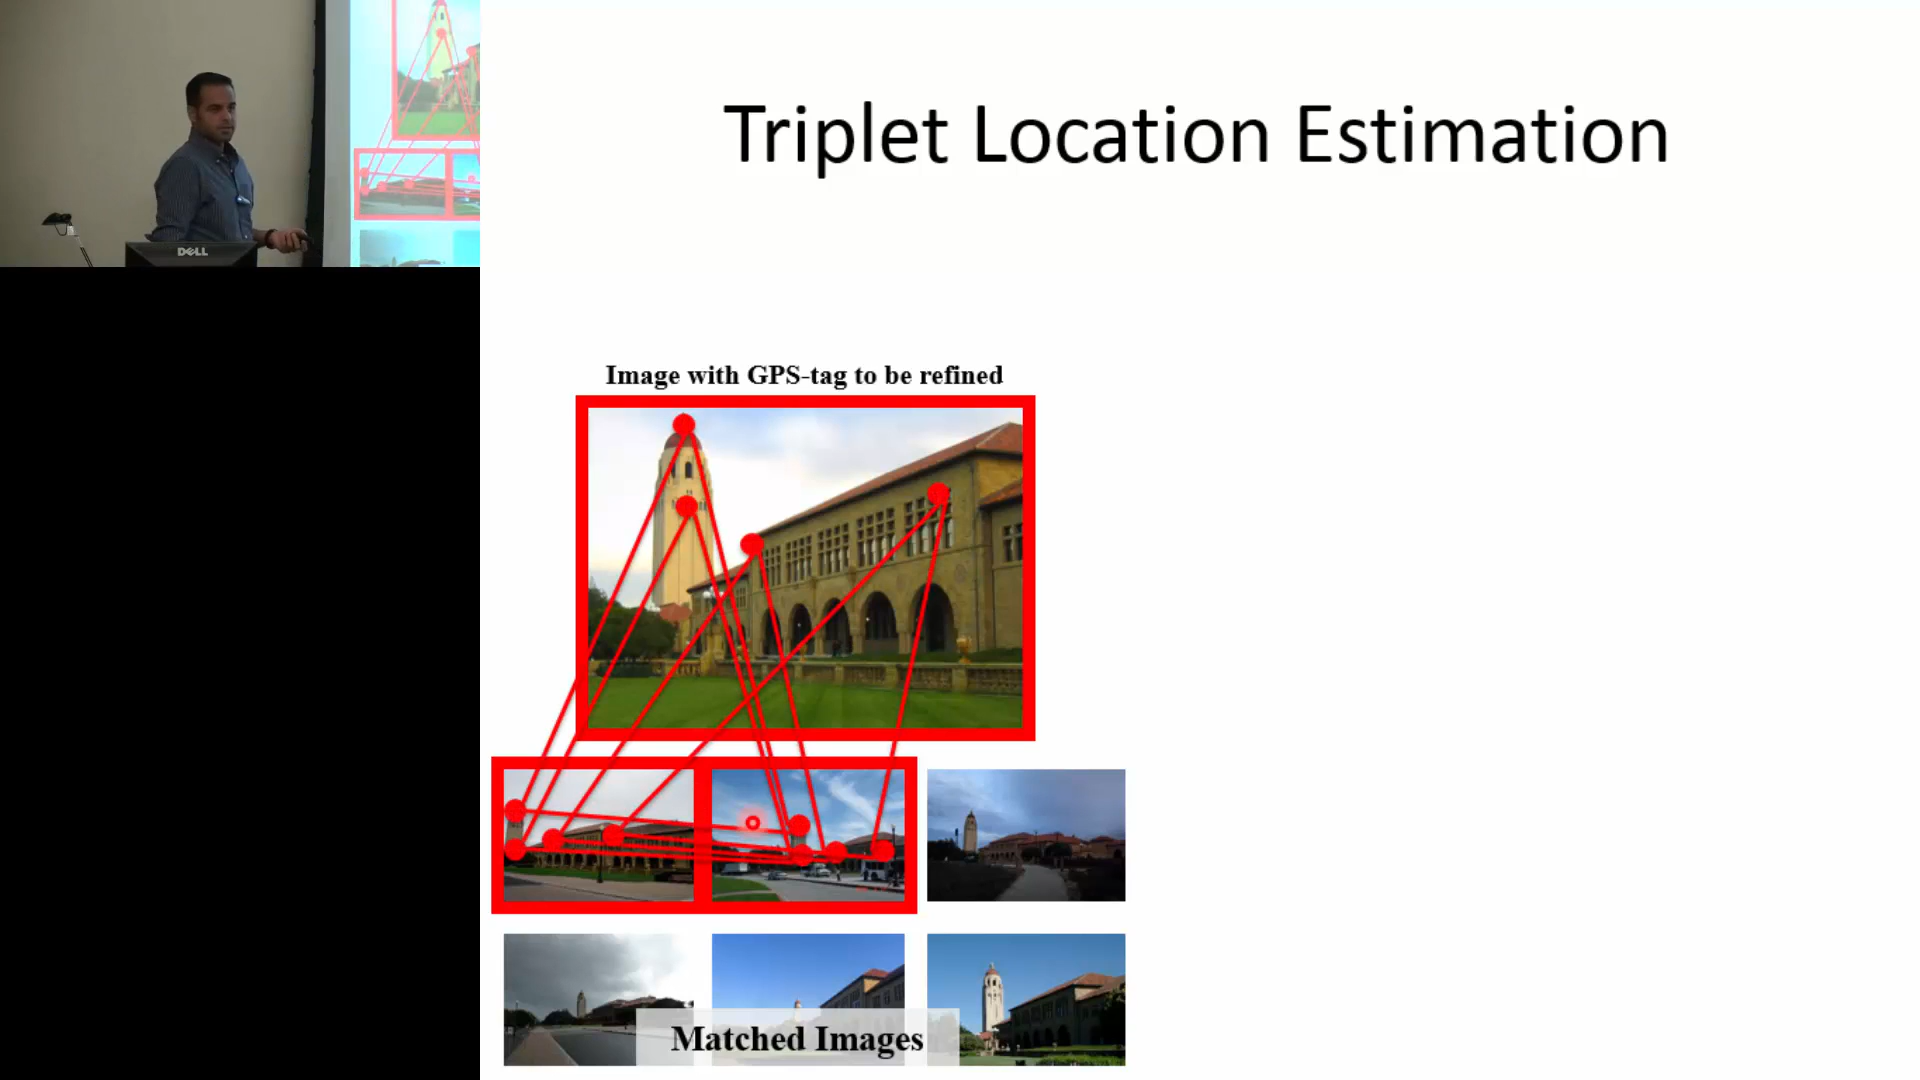 DELL
Triplet Location Estimation
Image with GPS-tag to be refined
Matched Images